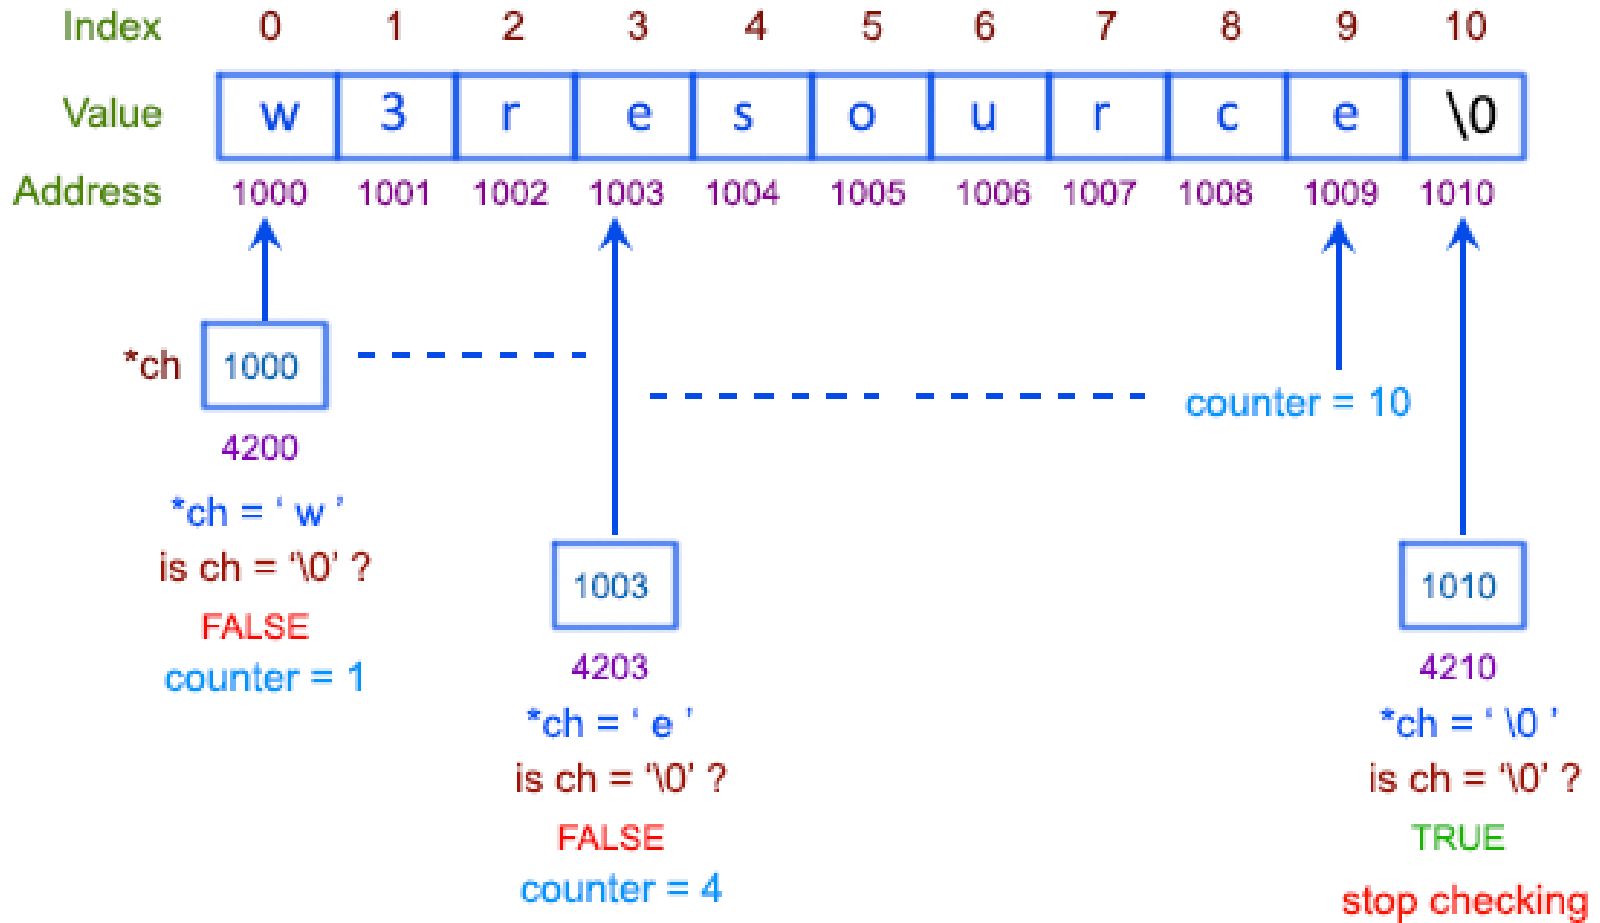 Index 0 1 2 3 4 5 6 7 8 9 10
Value w 3 r e s o u r c e \0
Address 1000 1001 1002 1003 1004 1005 1006 1007 1008 1009 1010
*ch 1000
counter = 10
4200
*ch = ‘ w ’
is ch = ‘\0’ ?
FALSE
counter = 1
1003
4203
*ch = ‘ e ’
is ch = ‘\0’ ?
FALSE
counter = 4
1010
4210
*ch = ‘ \0 ’
is ch = ‘\0’ ?
TRUE
stop checking